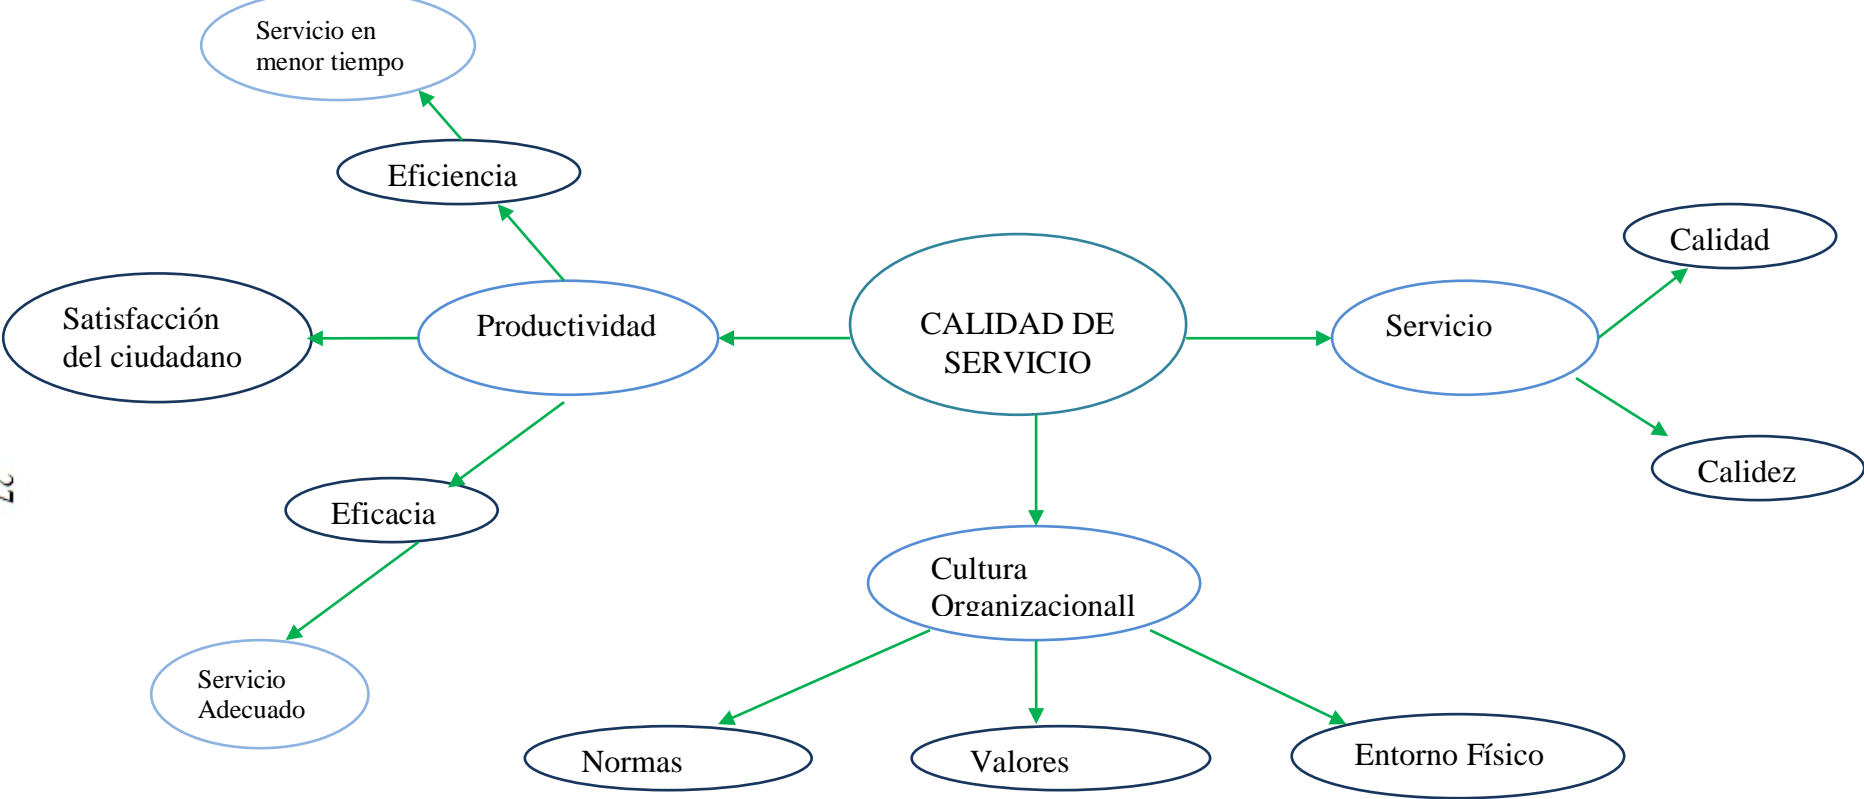 Servicio en
menor tiempo
Eficiencia
Calidad
Satisfacción
del ciudadano
Productividad
CALIDAD DE
SERVICIO
Servicio
Calidez
27
Eficacia
Cultura
Organizacionall
Servicio
Adecuado
Normas
Valores
Entorno Físico